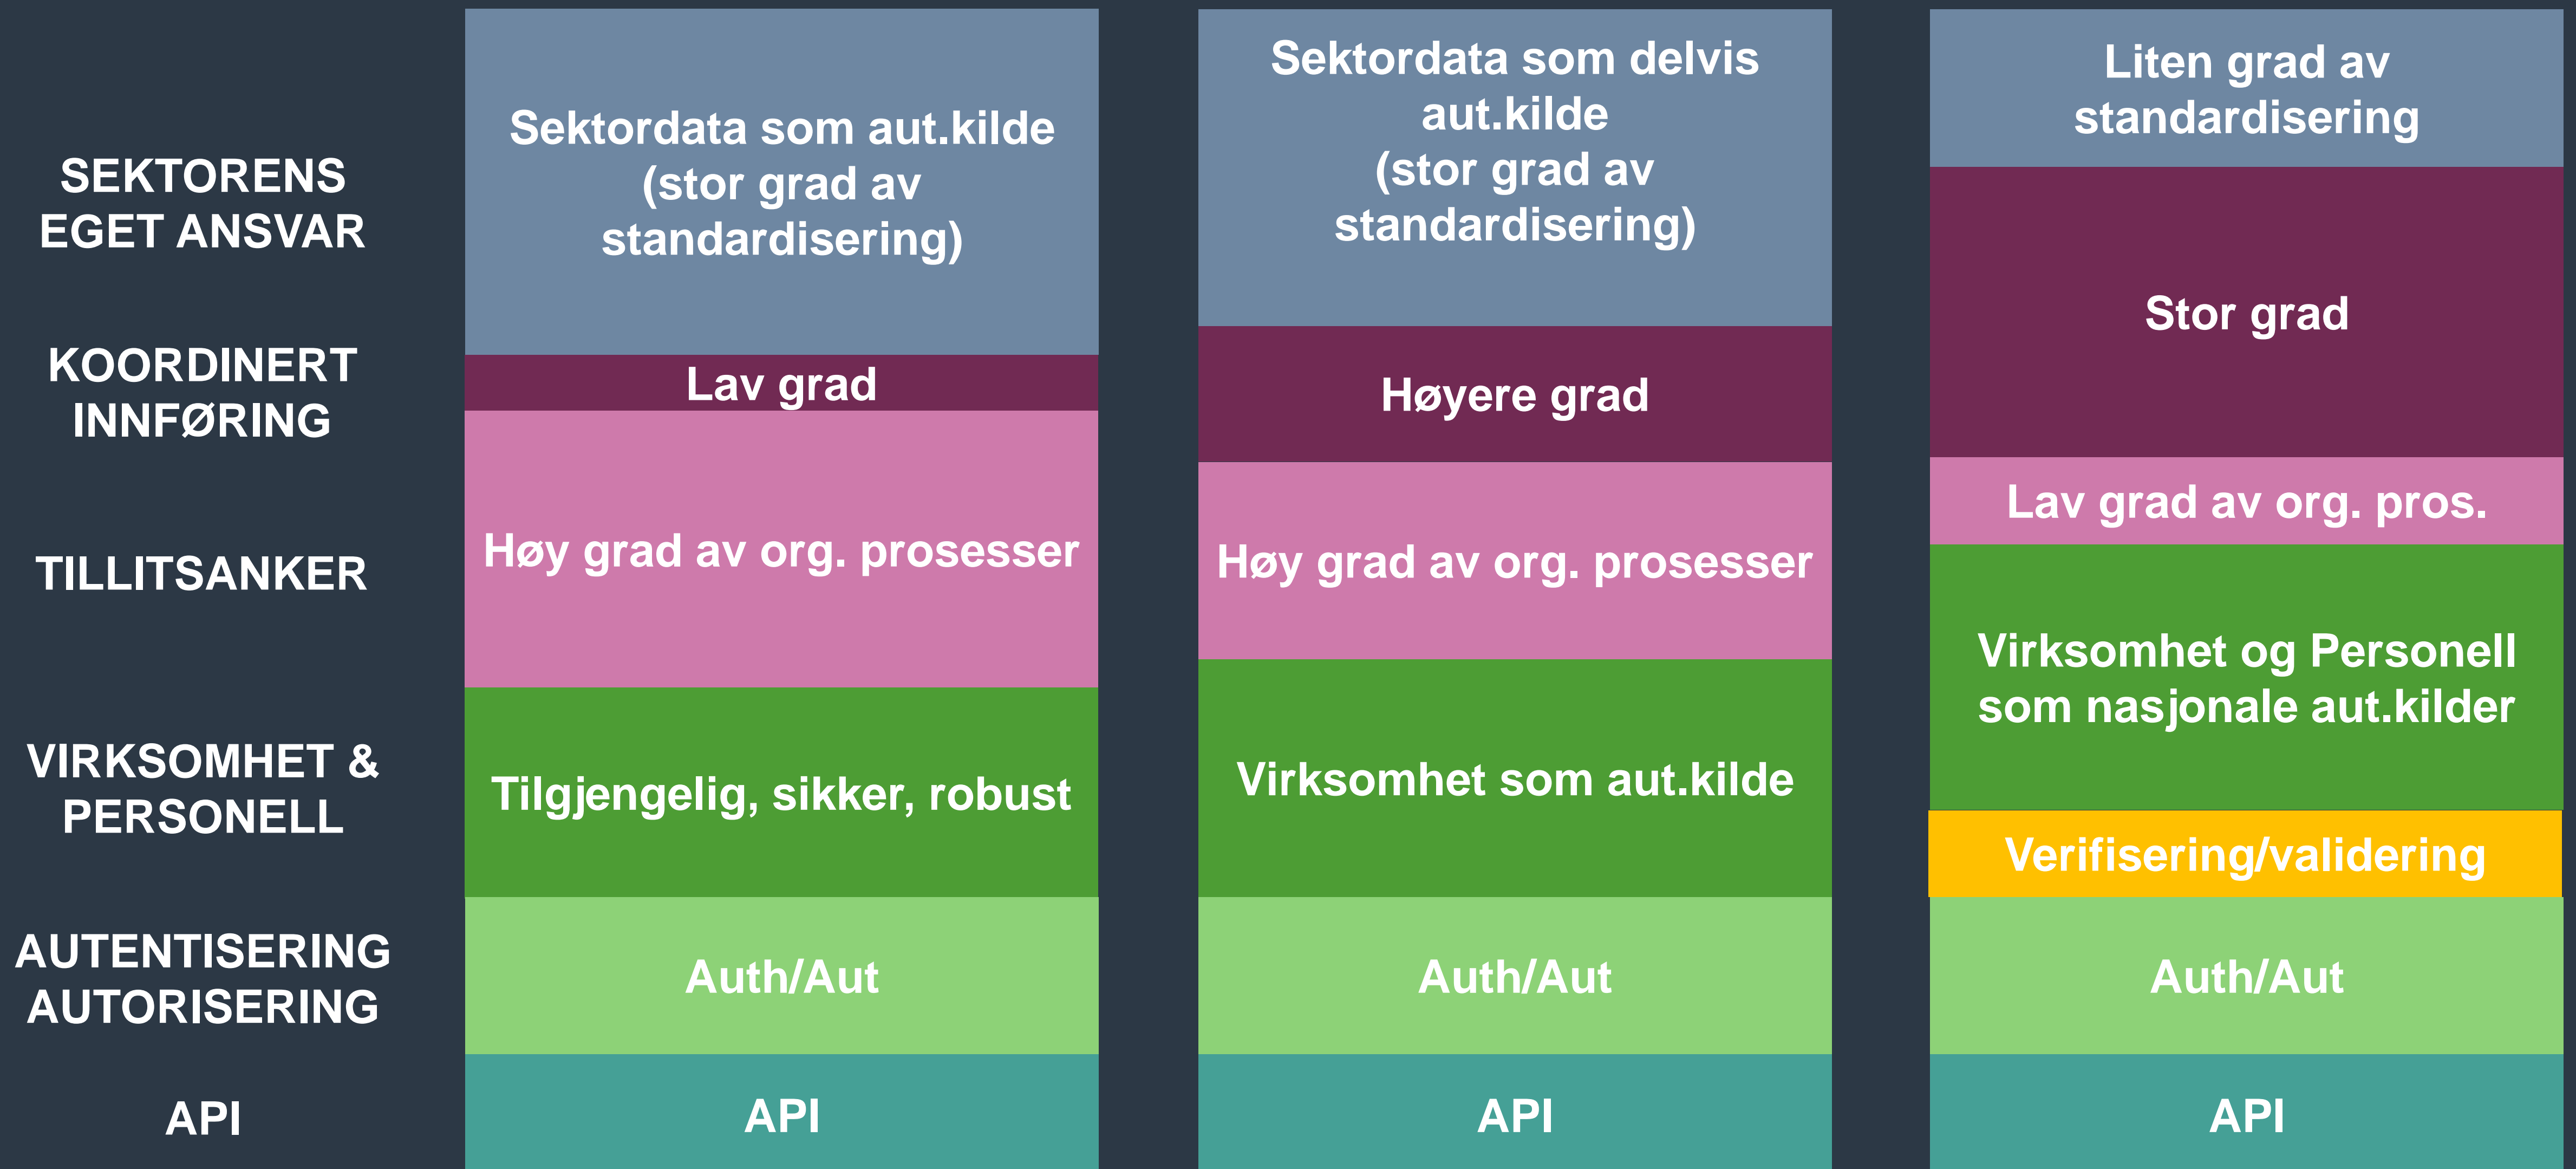 SEKTORENS
EGET ANSVAR
KOORDINERT
INNFØRING
TILLITSANKER
VIRKSOMHET &
PERSONELL
AUTENTISERING
AUTORISERING
API
Sektordata som aut.kilde
(stor grad av
standardisering)
Lav grad
Høy grad av org. prosesser
Tilgjengelig, sikker, robust
Auth/Aut
API
Sektordata som delvis
aut.kilde
(stor grad av
standardisering)
Høyere grad
Høy grad av org. prosesser
Virksomhet som aut.kilde
Auth/Aut
API
Liten grad av
standardisering
Stor grad
Lav grad av org. pros.
Virksomhet og Personell
som nasjonale aut.kilder
Verifisering/validering
Auth/Aut
API